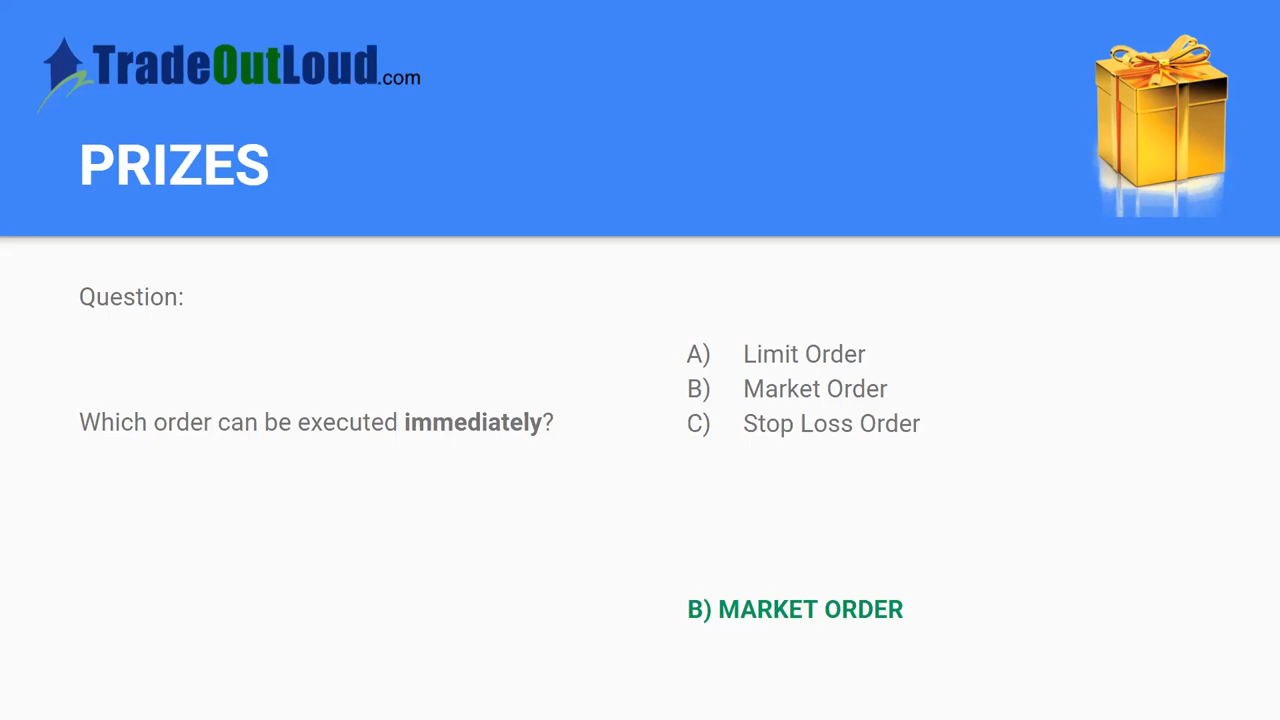 TradeOutLoud.com
PRIZES
Question:
Which order can be executed immediately?
A) Limit Order
B) Market Order
C) Stop Loss Order
B) MARKET ORDER